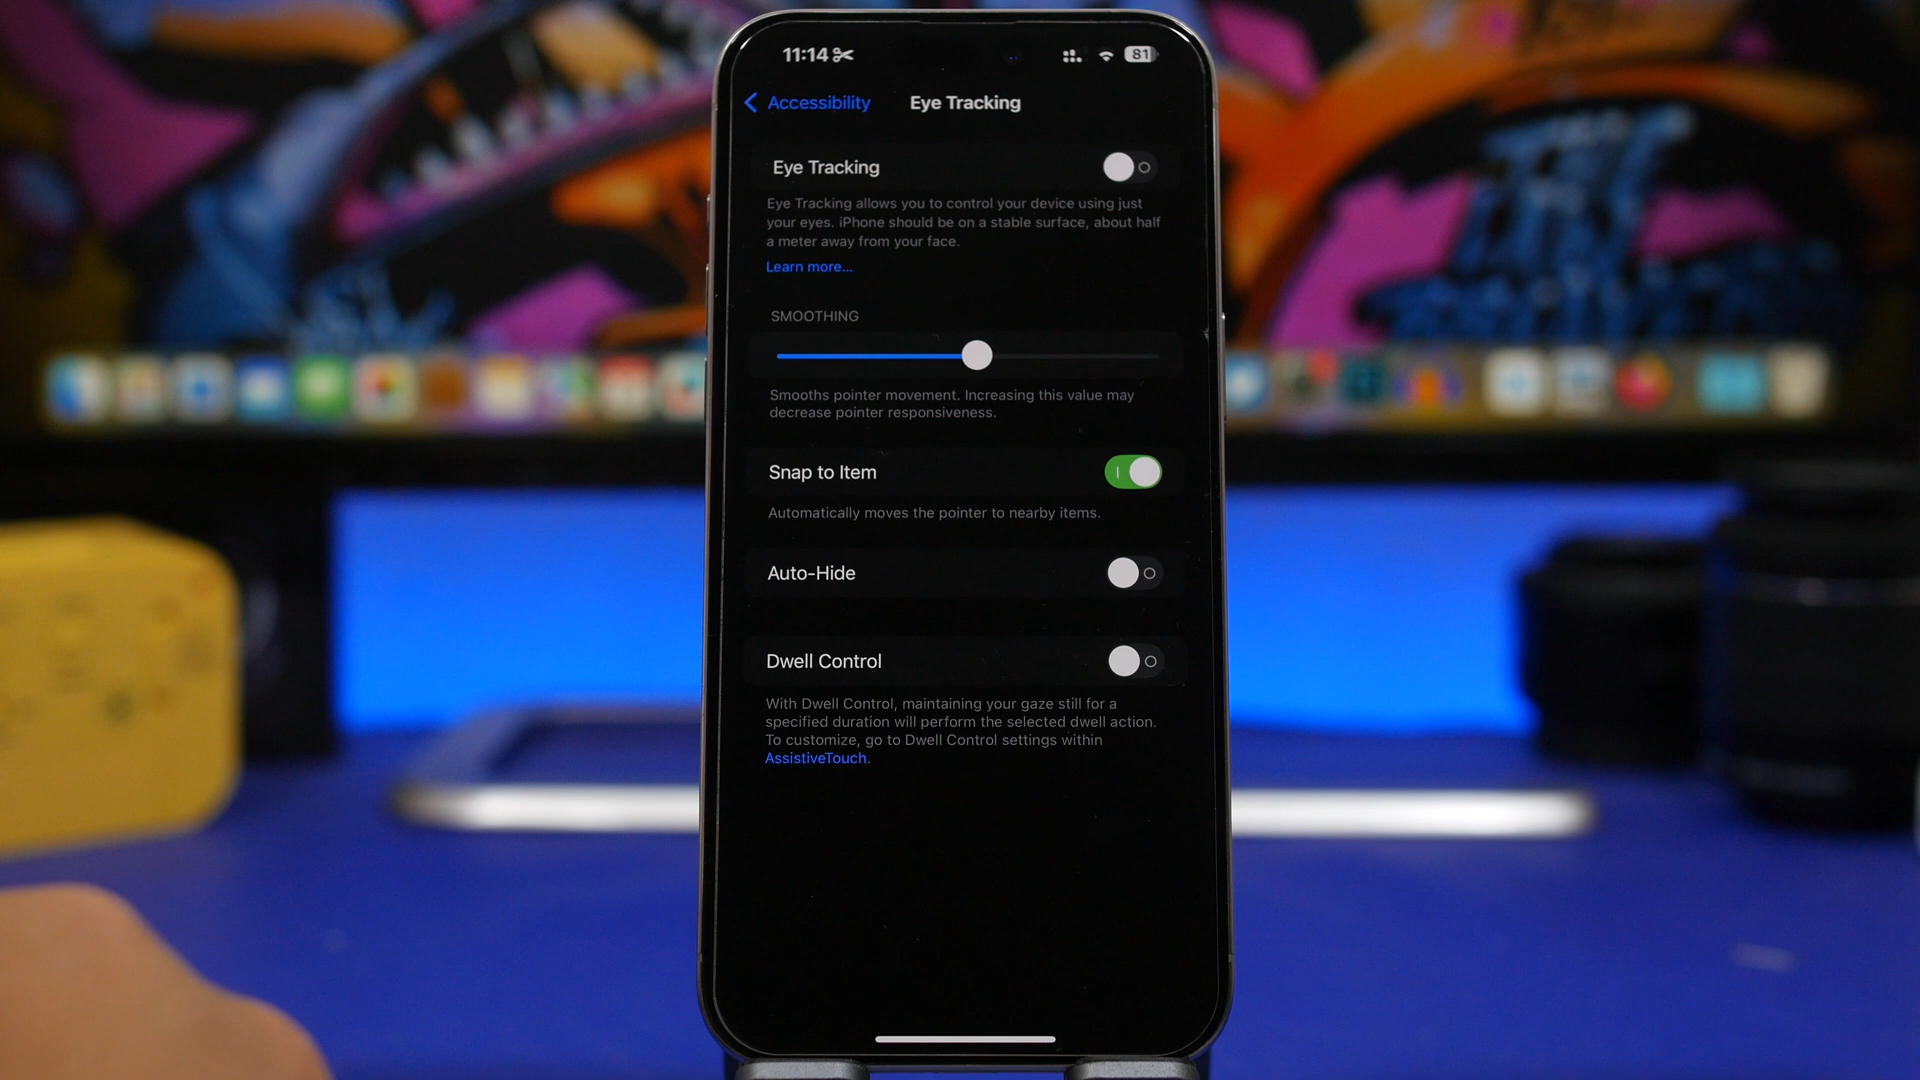 11:14
81
Accessibility
Eye Tracking
Eye Tracking
Eye Tracking allows you to control your device using just
your eyes. iPhone should be on a stable surface, about half
a meter away from your face.
Learn more...
SMOOTHING
Smooths pointer movement. Increasing this value may
decrease pointer responsiveness.
Snap to Item
Automatically moves the pointer to nearby items.
Auto-Hide
Dwell Control
With Dwell Control, maintaining your gaze still for a
specified duration will perform the selected dwell action.
To customize, go to Dwell Control settings within
AssistiveTouch.